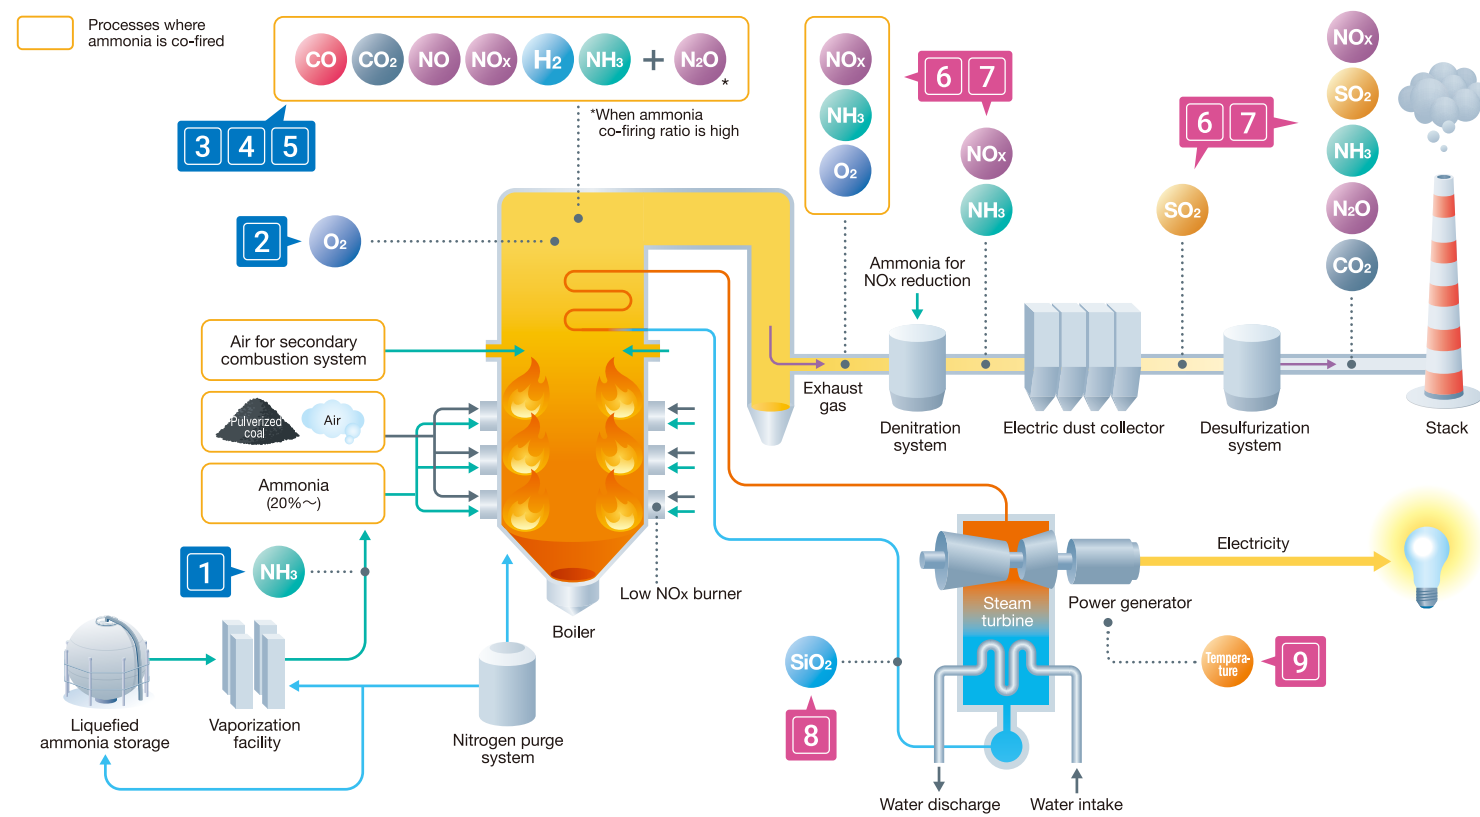 Processes where
ammonia is co-fired
CO
CO2
NO
NOx
H2
NH3
+
N2O
*
*When ammonia
co-firing ratio is high
3 4 5
NOx
NH3
O2
6 7
NOx
NH3
6 7
SO2
NOx
SO2
NH3
N2O
CO2
2
O2
Ammonia for
NOx reduction
Air for secondary
combustion system
Pulverized
coal
Air
Ammonia
(20%～)
Exhaust
gas
Denitration
system
Electric dust collector
Desulfurization
system
Stack
1
NH3
Low NOx burner
Boiler
Electricity
Steam
turbine
Power generator
SiO2
8
Tempera-
ture
9
Liquefied
ammonia storage
Vaporization
facility
Nitrogen purge
system
Water discharge
Water intake